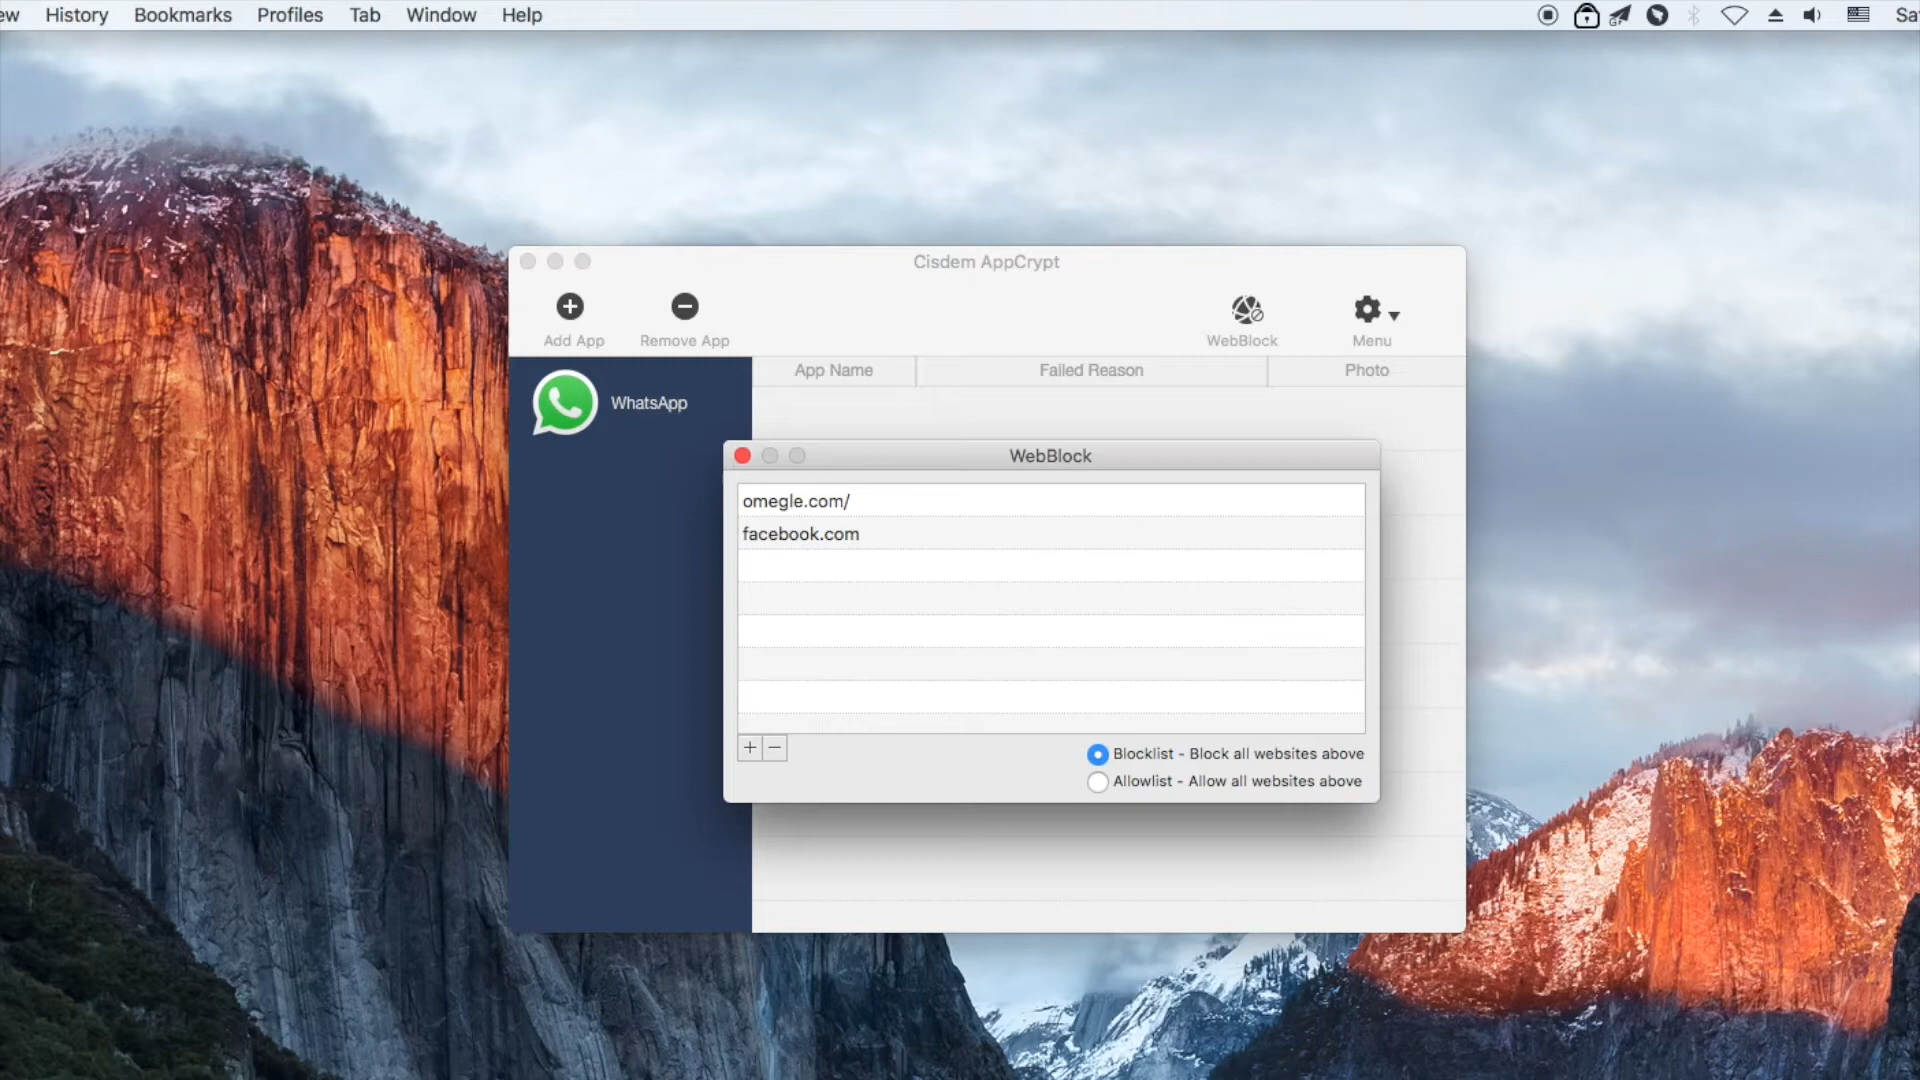 History Bookmarks Profiles Tab Window Help
Cisdem AppCrypt
Add App Remove App WebBlock Menu
App Name Failed Reason Photo
WhatsApp
WebBlock
omegle.com/
facebook.com
Blocklist - Block all websites above
Allowlist - Allow all websites above